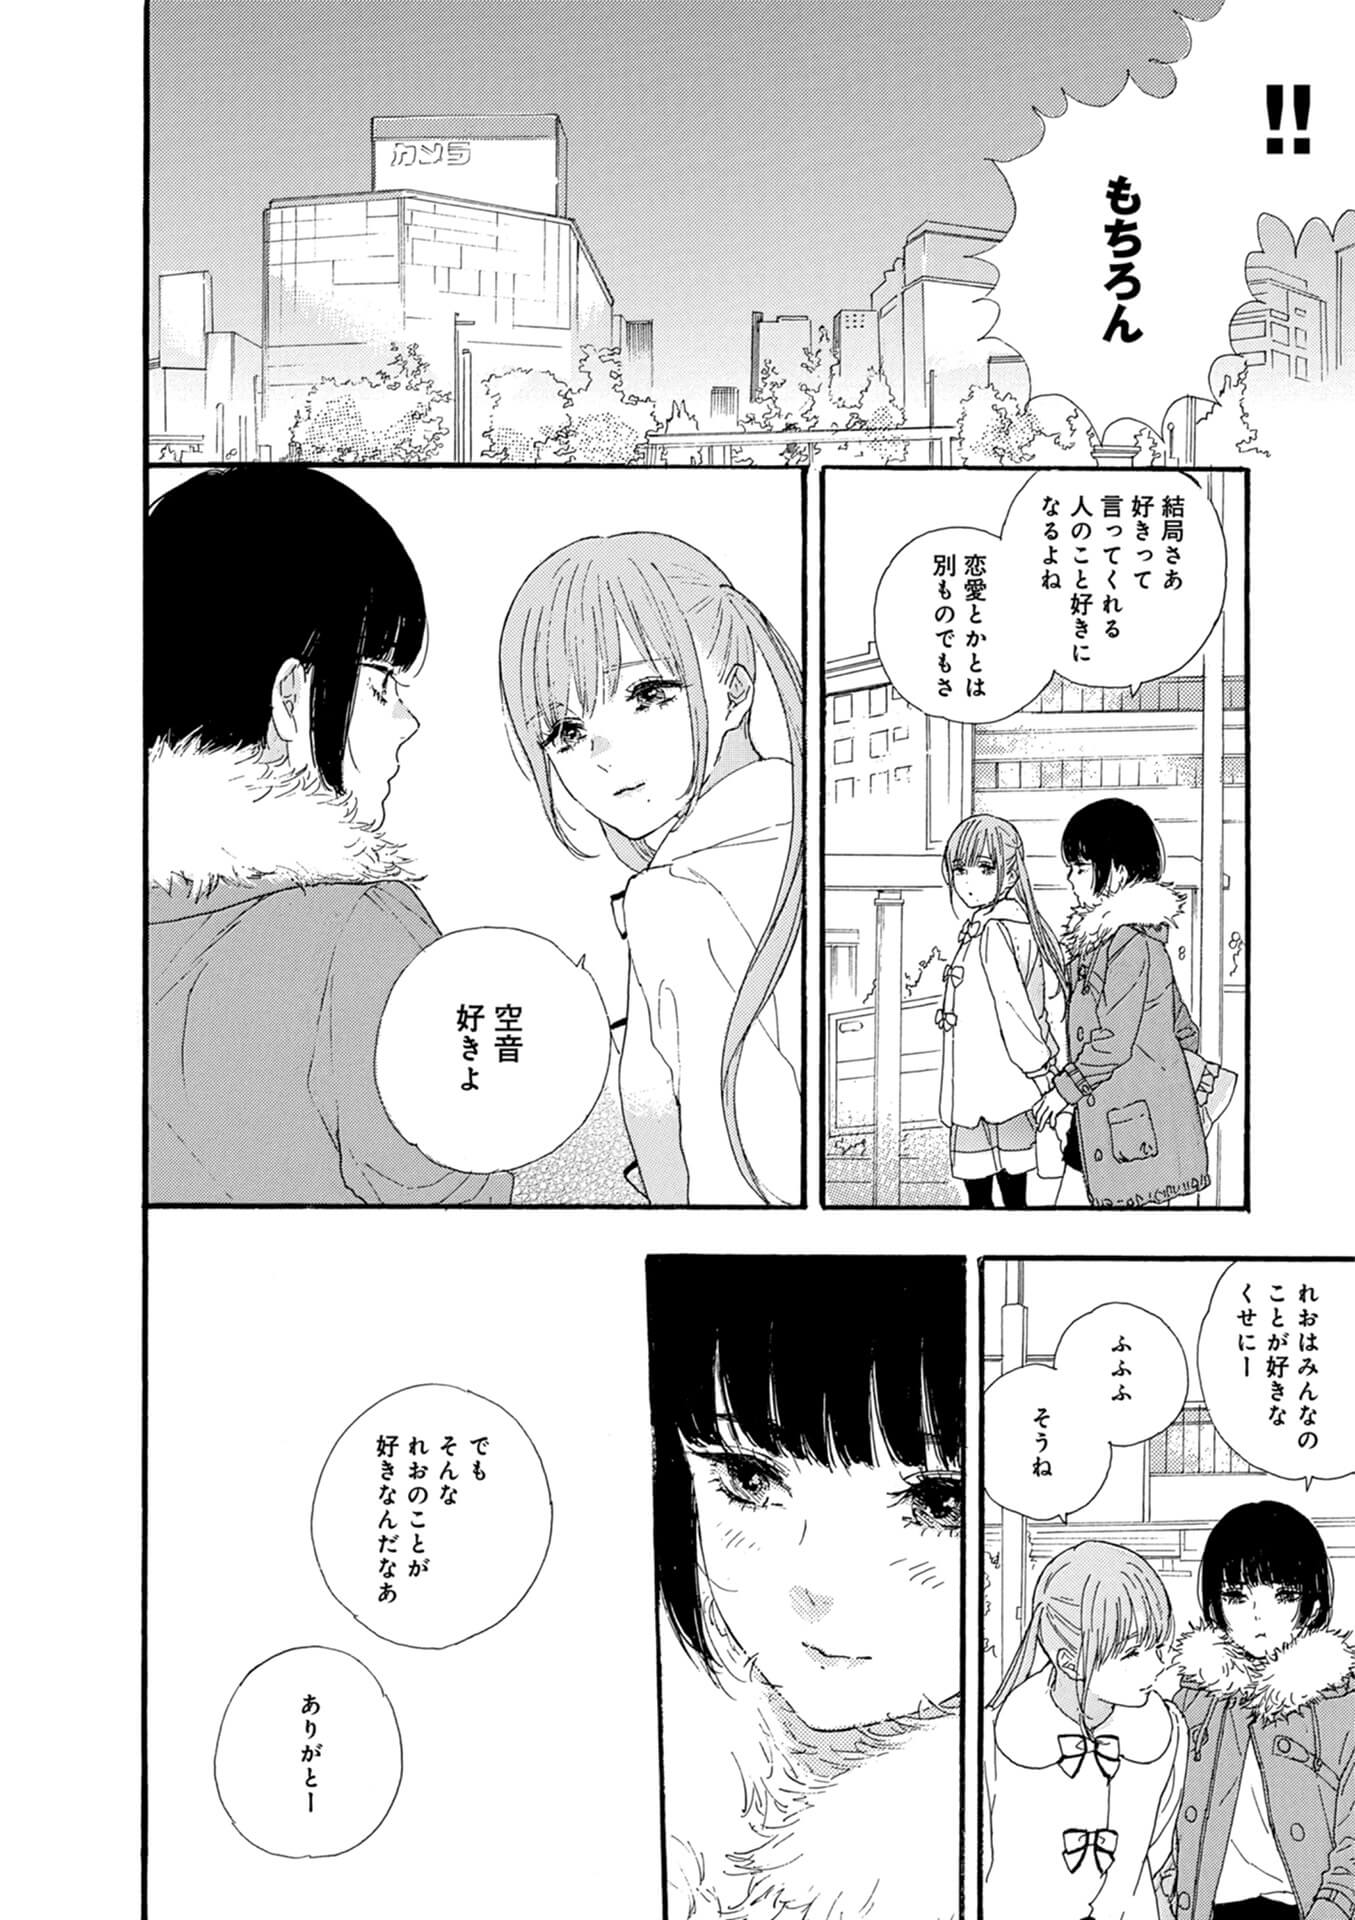 !!
もちろん
カンラ
結局さあ
好きって
言ってくれる
人のこと好きに
なるよね
恋愛とかとは
別ものでもさ
空音
好きよ
れおはみんなの
ことが好きな
くせにー
ふふふ
そうね
でも
そんな
れおのことが
好きなんだなあ
ありがとー